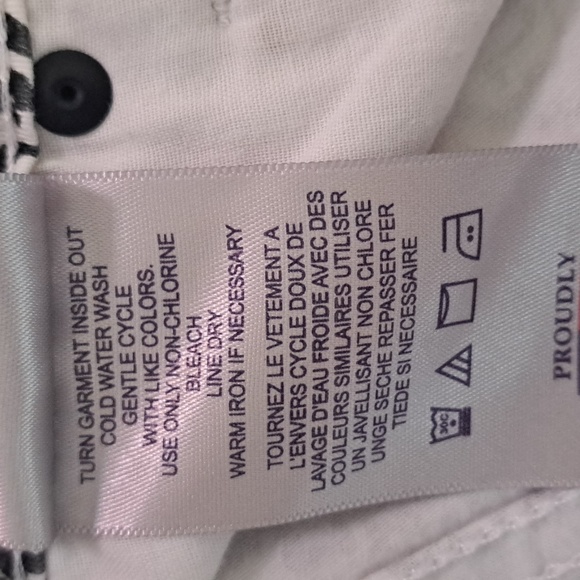 TURN GARMENT INSIDE OUT
COLD WATER WASH
GENTLE CYCLE
WITH LIKE COLORS.
USE ONLY NON-CHLORINE
BLEACH
LINE DRY
WARM IRON IF NECESSARY
TOURNEZ LE VETEMENT A
L'ENVERS CYCLE DOUX DE
LAVAGE D'EAU FROIDE AVEC DES
COULEURS SIMILAIRES UTILISER
UN JAVELLISANT NON CHLORE
UNGE SECHE REPASSER FER
TIEDE SI NECESSAIRE
30C
PROUDLY